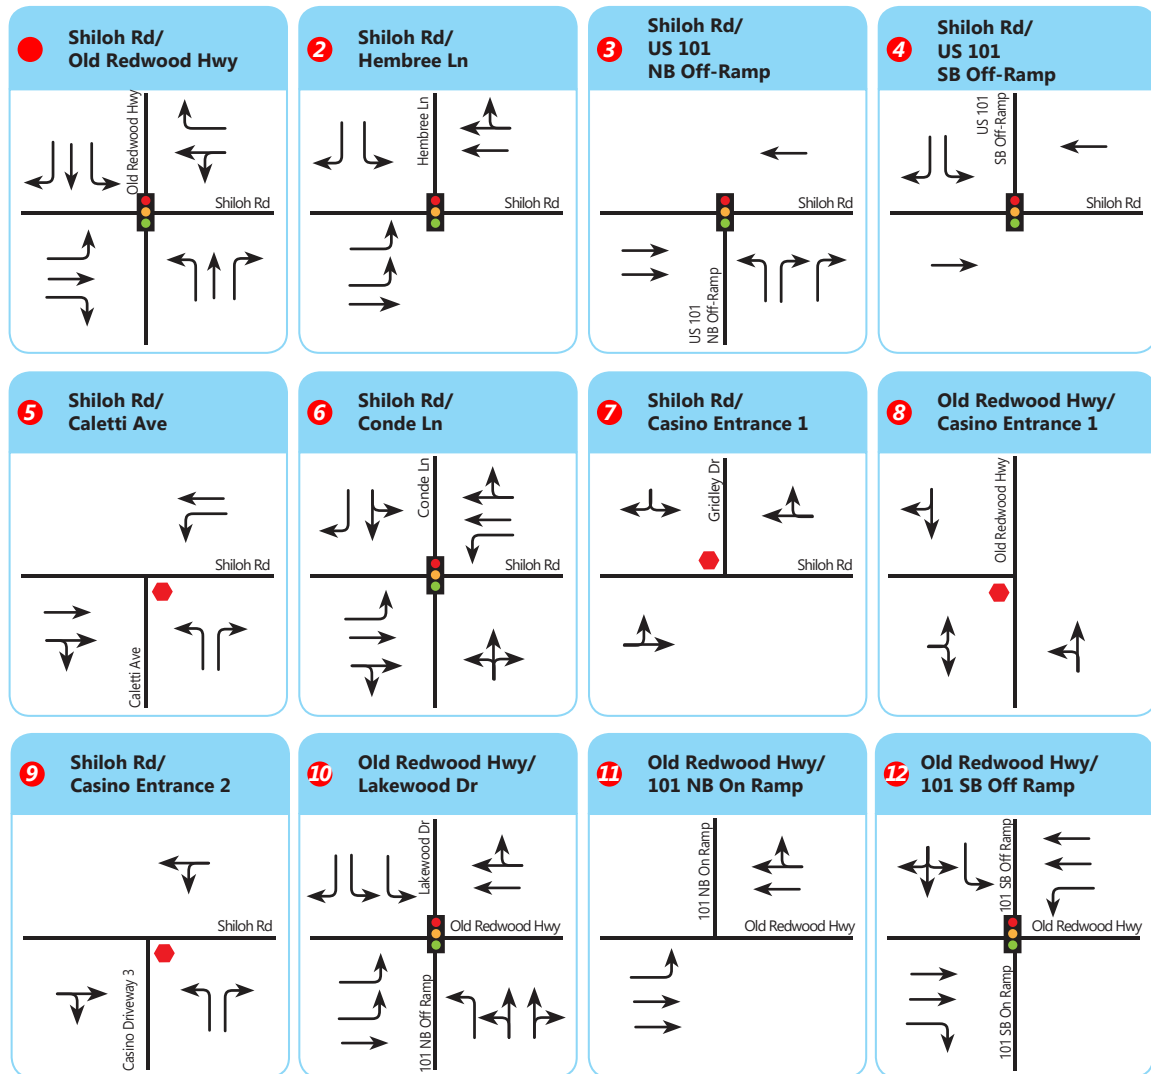 Shiloh Rd/
Old Redwood Hwy
Old Redwood Hwy
Shiloh Rd
2
Shiloh Rd/
Hembree Ln
Hembree Ln
Shiloh Rd
3
Shiloh Rd/
US 101
NB Off-Ramp
Shiloh Rd
US 101
NB Off-Ramp
4
Shiloh Rd/
US 101
SB Off-Ramp
US 101
SB Off-Ramp
Shiloh Rd
5
Shiloh Rd/
Caletti Ave
Shiloh Rd
Caletti Ave
6
Shiloh Rd/
Conde Ln
Conde Ln
Shiloh Rd
7
Shiloh Rd/
Casino Entrance 1
Gridley Dr
Shiloh Rd
8
Old Redwood Hwy/
Casino Entrance 1
Old Redwood Hwy
9
Shiloh Rd/
Casino Entrance 2
Shiloh Rd
Casino Driveway 3
10
Old Redwood Hwy/
Lakewood Dr
Lakewood Dr
Old Redwood Hwy
101 NB Off Ramp
11
Old Redwood Hwy/
101 NB On Ramp
101 NB On Ramp
Old Redwood Hwy
12
Old Redwood Hwy/
101 SB Off Ramp
101 SB Off Ramp
Old Redwood Hwy
101 SB On Ramp